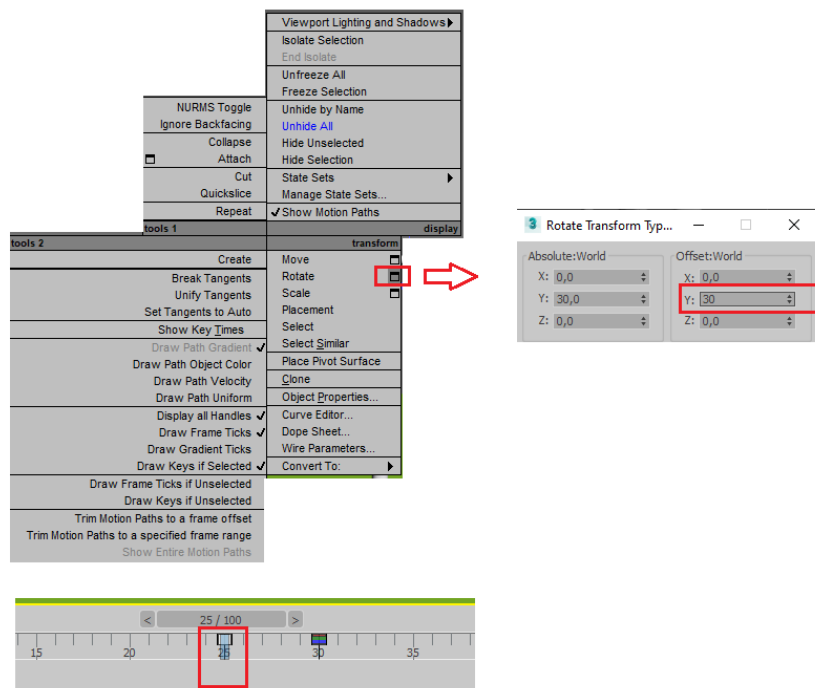 Viewport Lighting and Shadows
Isolate Selection
End Isolate
Unfreeze All
Freeze Selection
Unhide by Name
Unhide All
Hide Unselected
Hide Selection
State Sets
Manage State Sets...
Show Motion Paths
display
NURMS Toggle
Ignore Backfacing
Collapse
Attach
Cut
Quickslice
Repeat
tools 1
tools 2
Create
Break Tangents
Unify Tangents
Set Tangents to Auto
Show Key Times
Draw Path Gradient
Draw Path Object Color
Draw Path Velocity
Draw Path Uniform
Display all Handles
Draw Frame Ticks
Draw Gradient Ticks
Draw Keys if Selected
Draw Frame Ticks if Unselected
Draw Keys if Unselected
Trim Motion Paths to a frame offset
Trim Motion Paths to a specified frame range
Show Entire Motion Paths
transform
Move
Rotate
Scale
Placement
Select
Select Similar
Place Pivot Surface
Clone
Object Properties...
Curve Editor...
Dope Sheet...
Wire Parameters...
Convert To:
3 Rotate Transform Typ...
Absolute:World
X: 0,0
Y: 30,0
Z: 0,0
Offset:World
X: 0,0
Y: 30
Z: 0,0
< 25 / 100 >
15 20 25 30 35